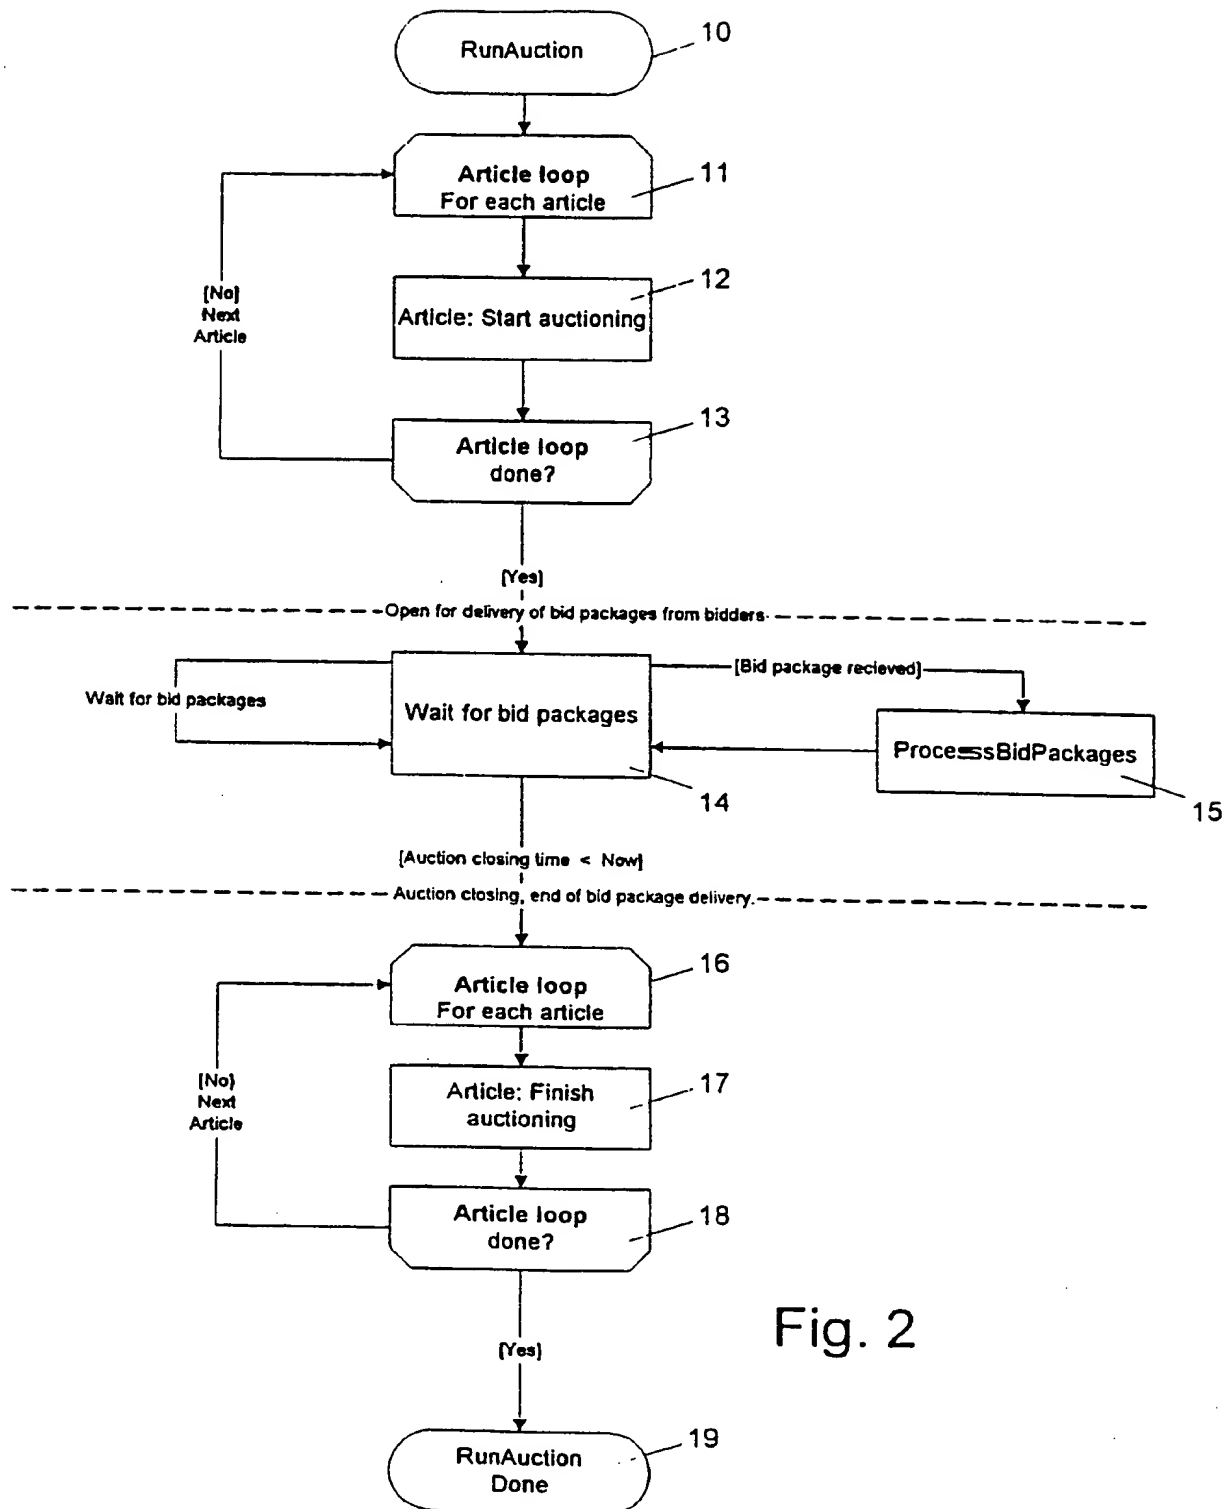 RunAuction
10
Article loop
For each article
11
[No]
Next
Article
12
Article: Start auctioning
13
Article loop
done?
[Yes]
Open for delivery of bid packages from bidders
[Bid package recieved]
Wait for bid packages
Wait for bid packages
ProcessBidPackages
14
15
[Auction closing time < Now]
Auction closing, end of bid package delivery.
16
Article loop
For each article
[No]
Next
Article
Article: Finish
auctioning
17
Article loop
done?
18
Fig. 2
[Yes]
19
RunAuction
Done